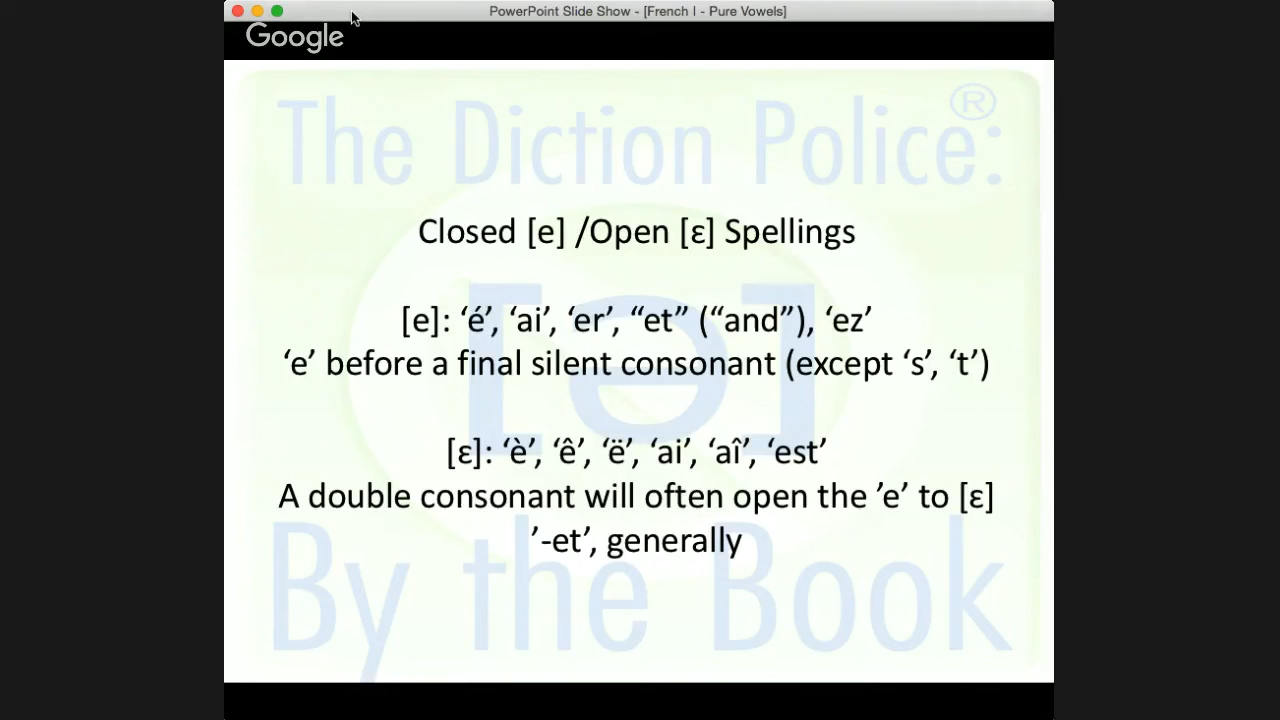 PowerPoint Slide Show - [French I - Pure Vowels]
Google
The Diction Police®:
Closed [e] /Open [ɛ] Spellings
[e]: ‘é’, ‘ai’, ‘er’, “et” (“and”), ‘ez’
‘e’ before a final silent consonant (except ‘s’, ‘t’)
[ə]
[ɛ]: ‘è’, ‘ê’, ‘ë’, ‘ai’, ‘aî’, ‘est’
A double consonant will often open the ’e’ to [ɛ]
’-et’, generally
By the Book